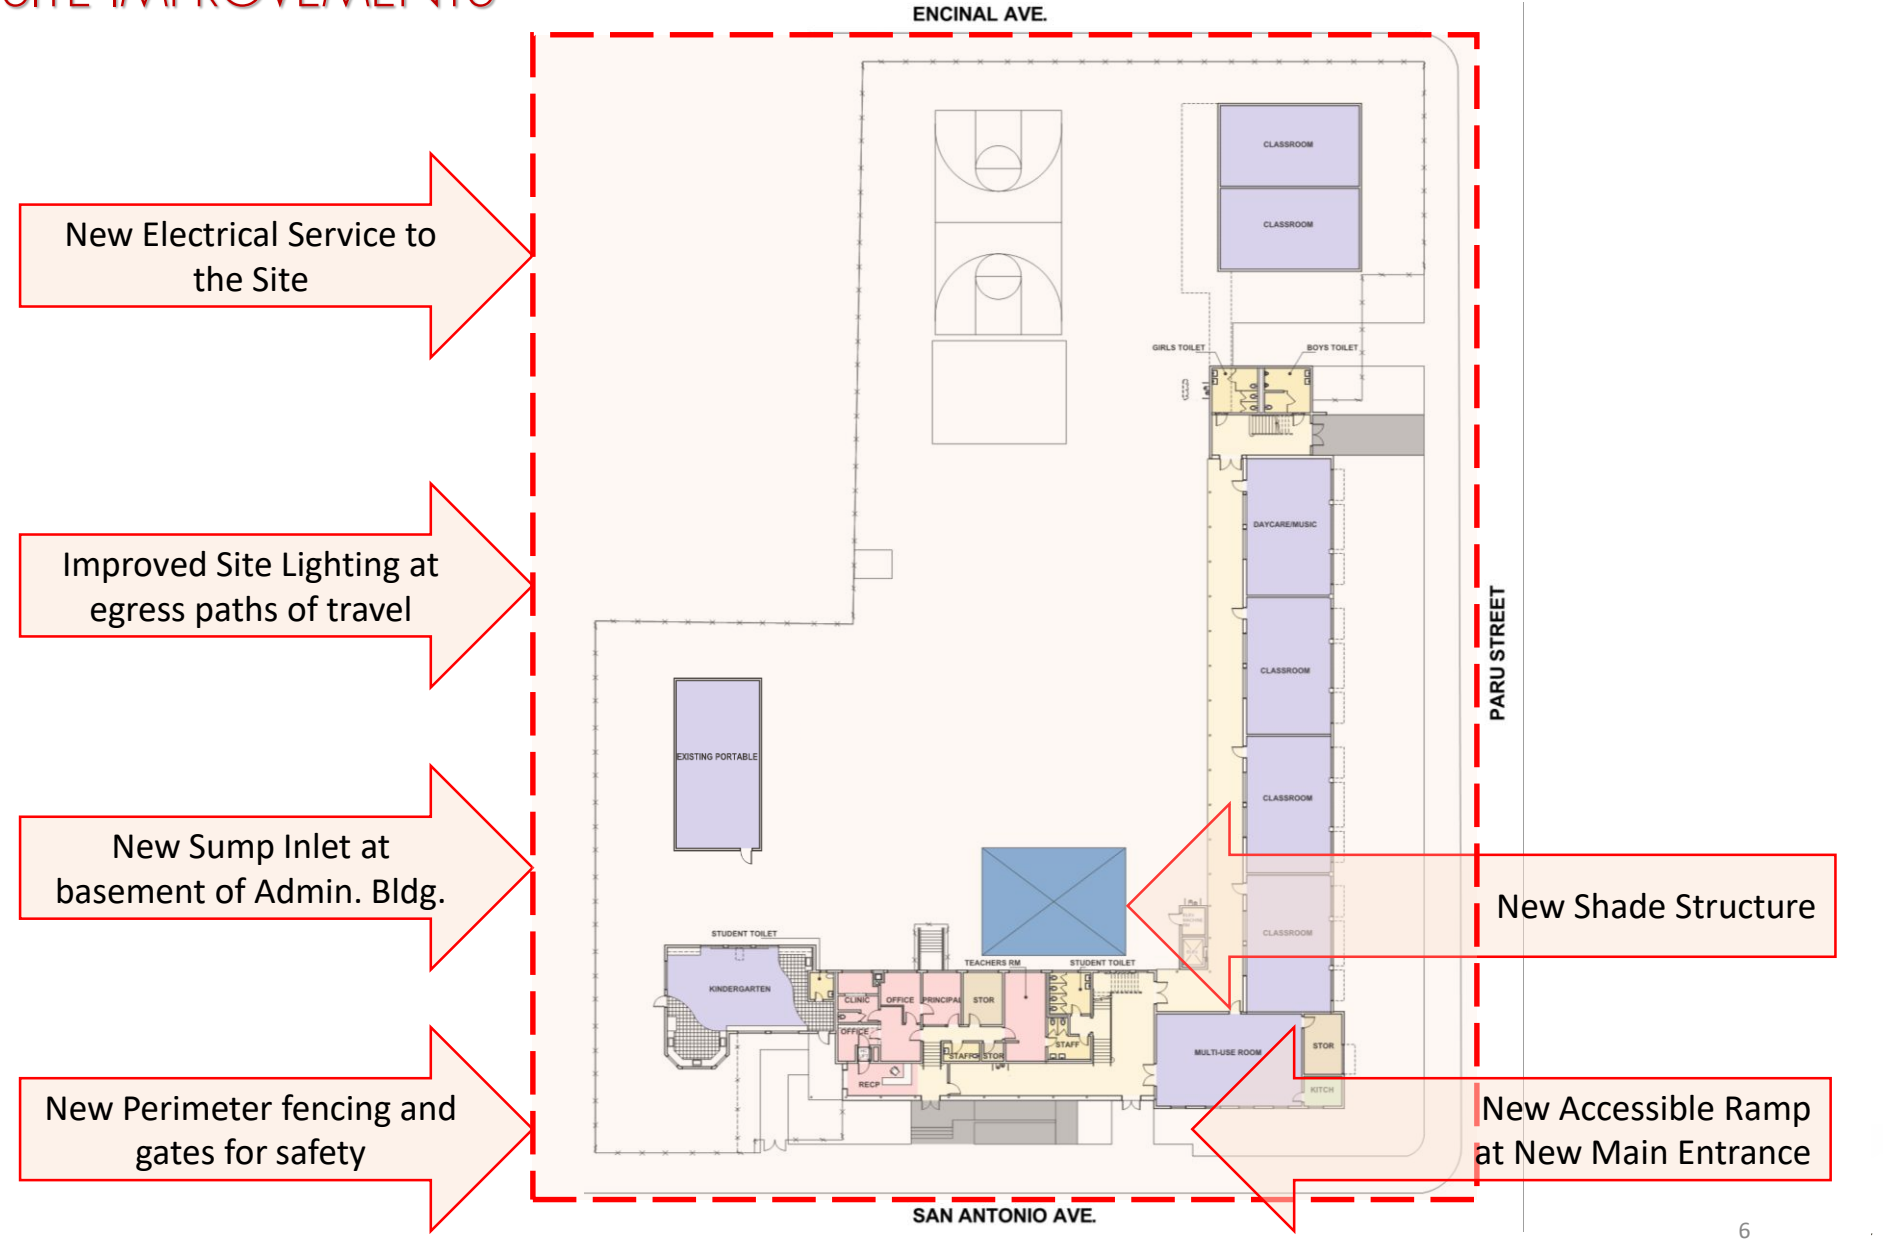 SITE IMPROVEMENTS
ENCINAL AVE.
CLASSROOM
CLASSROOM
New Electrical Service to
the Site
GIRLS TOILET
BOYS TOILET
DAYCARE/MUSIC
Improved Site Lighting at
egress paths of travel
CLASSROOM
PARU STREET
EXISTING PORTABLE
CLASSROOM
New Sump Inlet at
basement of Admin. Bldg.
New Shade Structure
CLASSROOM
STUDENT TOILET
TEACHERS RM
STUDENT TOILET
KINDERGARTEN
CLINIC
OFFICE
PRINCIPAL
STOR
OFFICE
STAFF
STAFF
STOR
MULTI-USE ROOM
STOR
RECP
KITCH
New Perimeter fencing and
gates for safety
New Accessible Ramp
at New Main Entrance
SAN ANTONIO AVE.
6